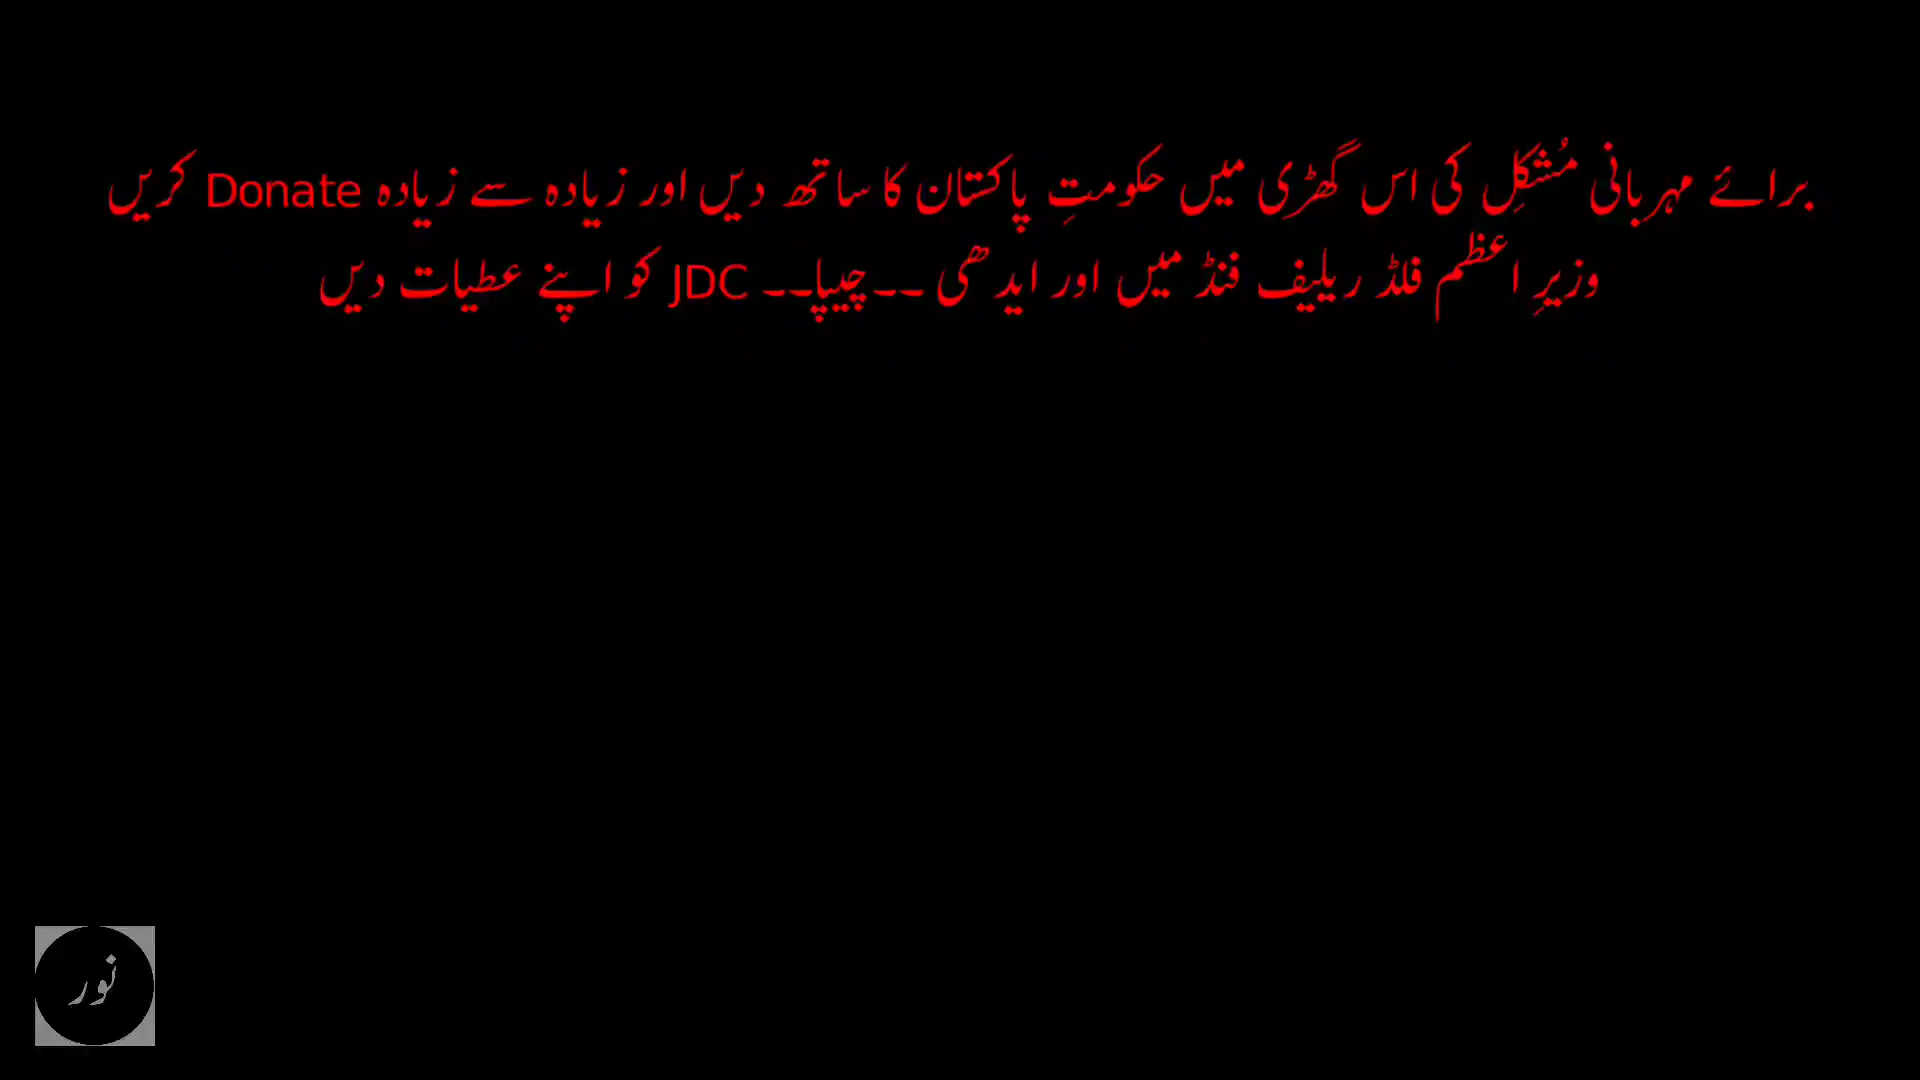 برائے مہربانی مُشکلِ کی اس گھڑی میں حکومتِ پاکستان کا ساتھ دیں اور زیادہ سے زیادہ Donate کریں
وزیرِ اعظم فلڈ ریلیف فنڈ میں اور ایدھی ۔۔چیپا۔۔ JDC کو اپنے عطیات دیں
نور